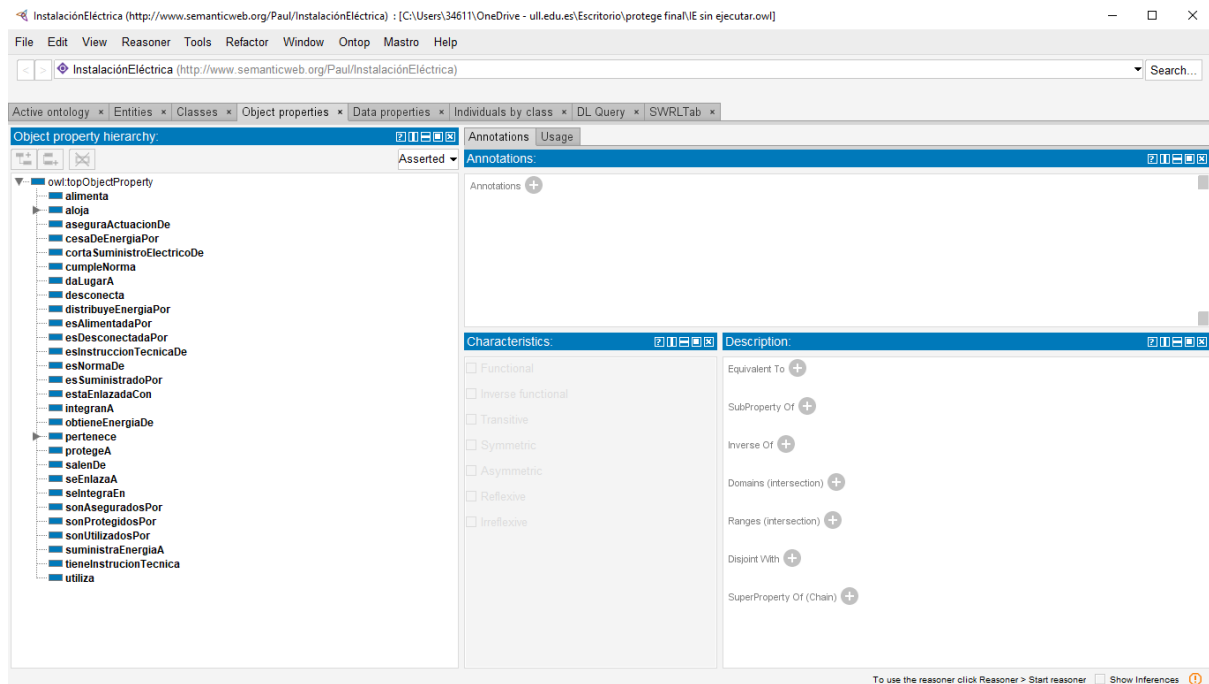 InstalaciónEléctrica (http://www.semanticweb.org/Paul/InstalaciónEléctrica) : [C:\Users\34611\OneDrive - ull.edu.es\Escritorio\protege final\IE sin ejecutar.owl]
File Edit View Reasoner Tools Refactor Window Ontop Mastro Help
< > InstalaciónEléctrica (http://www.semanticweb.org/Paul/InstalaciónEléctrica) Search...
Active ontology × Entities × Classes × Object properties × Data properties × Individuals by class × DL Query × SWRLTab ×
Object property hierarchy:
Asserted
owl:topObjectProperty
alimenta
aloja
aseguraActuacionDe
cesaDeEnergiaPor
cortaSuministroElectricoDe
cumpleNorma
daLugarA
desconecta
distribuyeEnergiaPor
esAlimentadaPor
esDesconectadaPor
esInstruccionTecnicaDe
esNormaDe
esSuministradoPor
estaEnlazadaCon
integranA
obtieneEnergiaDe
pertenece
protegeA
salenDe
seEnlazaA
seIntegraEn
sonAseguradosPor
sonProtegidosPor
sonUtilizadosPor
suministraEnergiaA
tieneInstrucionTecnica
utiliza
Annotations Usage
Annotations:
Annotations
Characteristics:
Functional
Inverse functional
Transitive
Symmetric
Asymmetric
Reflexive
Irreflexive
Description:
Equivalent To
SubProperty Of
Inverse Of
Domains (intersection)
Ranges (intersection)
Disjoint With
SuperProperty Of (Chain)
To use the reasoner click Reasoner > Start reasoner Show Inferences